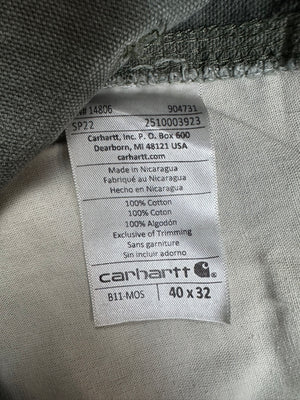 RN# 14806 904731
SP22 2510003923
Carhartt, Inc. P. O. Box 600
Dearborn, MI 48121 USA
carhartt.com
Made in Nicaragua
Fabriqué au Nicaragua
Hecho en Nicaragua
100% Cotton
100% Coton
100% Algodón
Exclusive of Trimming
Sans garniture
Sin incluir adorno
carhartt
B11-MOS 40 x 32